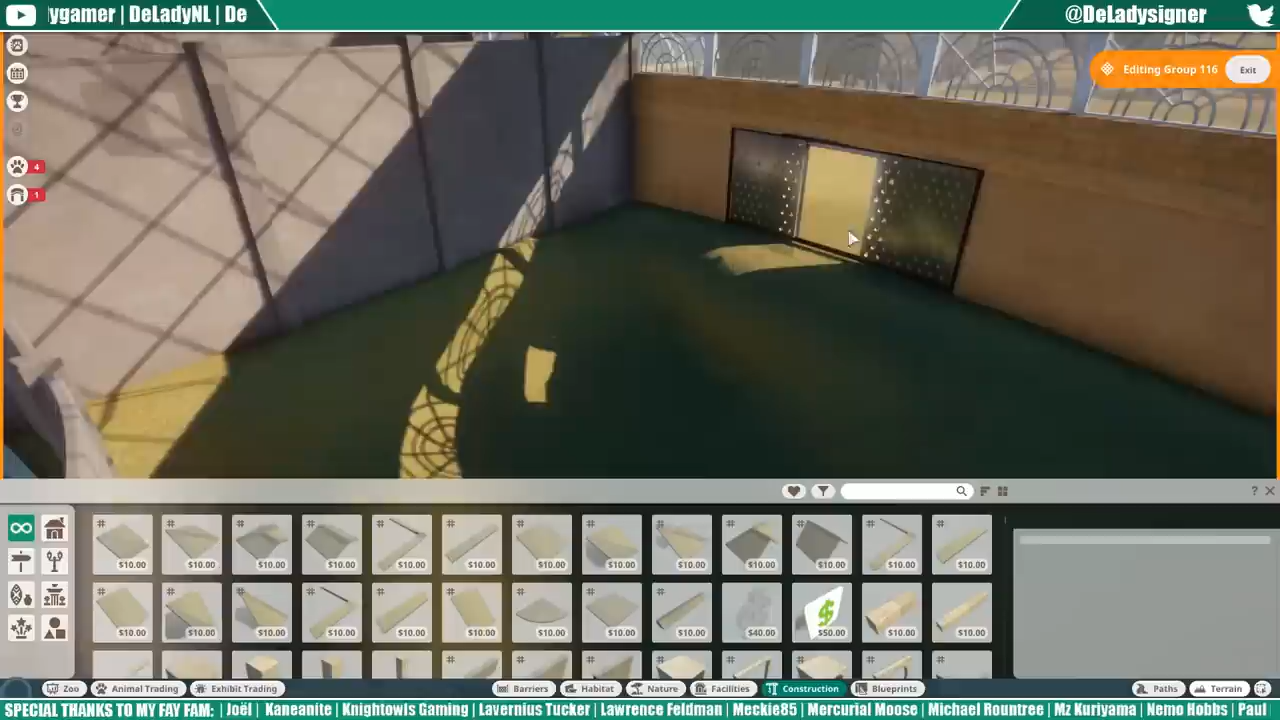 ygamer | DeLadyNL | De
@DeLadysigner
Editing Group 116
Exit
4
1
$10.00 $10.00 $10.00 $10.00 $10.00 $10.00 $10.00 $10.00 $10.00 $10.00 $10.00 $10.00 $10.00
$10.00 $10.00 $10.00 $10.00 $10.00 $10.00 $10.00 $10.00 $10.00 $40.00 $50.00 $10.00 $10.00
Zoo Animal Trading Exhibit Trading Barriers Habitat Nature Facilities Construction Blueprints Paths Terrain
SPECIAL THANKS TO MY FAY FAM: | Joël | Kaneanite | Knightowls Gaming | Lavernius Tucker | Lawrence Feldman | Meckie85 | Mercurial Moose | Michael Rountree | Mz Kuriyama | Nemo Hobbs | Paul